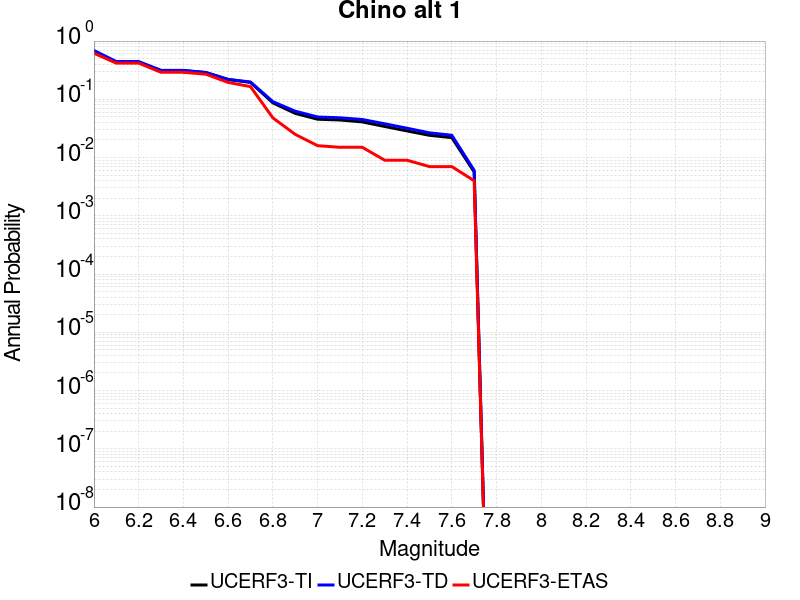 Chino alt 1
10^0
10^-1
10^-2
10^-3
10^-4
10^-5
10^-6
10^-7
10^-8
Annual Probability
6 6.2 6.4 6.6 6.8 7 7.2 7.4 7.6 7.8 8 8.2 8.4 8.6 8.8 9
Magnitude
UCERF3-TI UCERF3-TD UCERF3-ETAS